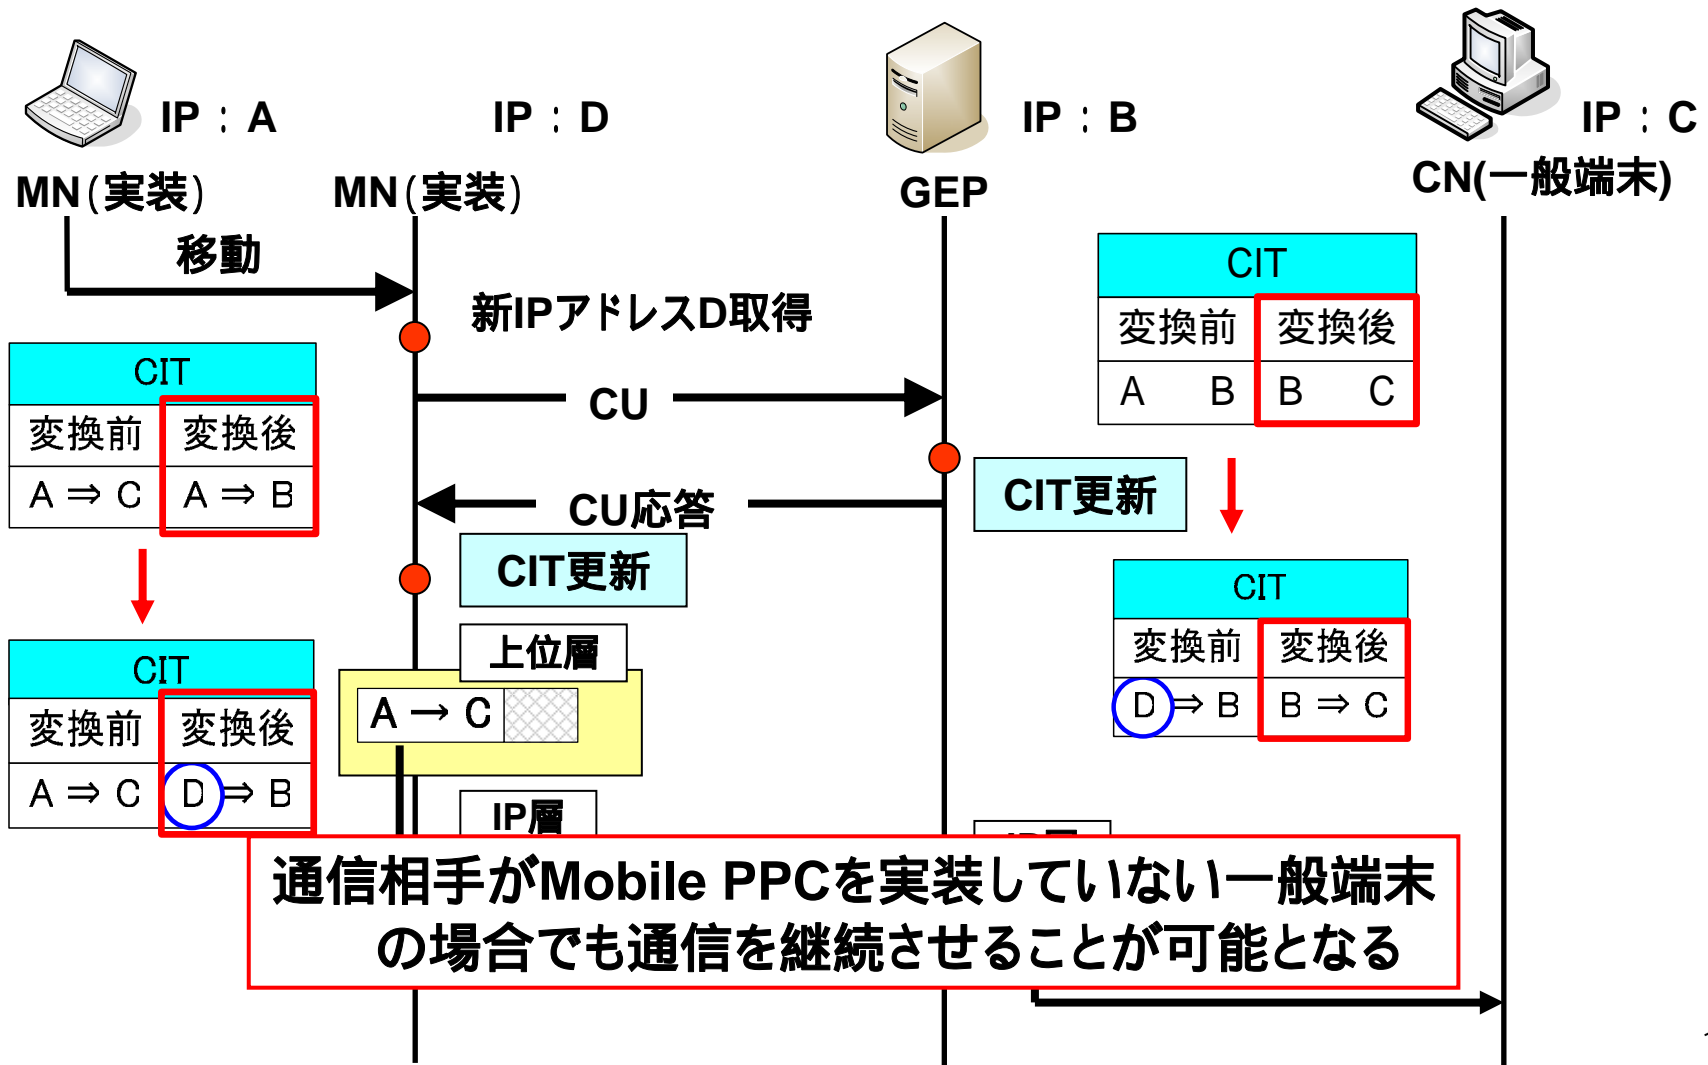 IP：A
IP：D
IP：B
IP：C
MN(実装)
MN(実装)
GEP
CN(一般端末)
移動
新IPアドレスD取得
CIT
変換前 変換後
A B B C
CIT
変換前 変換後
A ⇒ C A ⇒ B
CU
CU応答
CIT更新
CIT更新
CIT
変換前 変換後
D ⇒ B B ⇒ C
上位層
A → C
CIT
変換前 変換後
A ⇒ C D ⇒ B
IP層
通信相手がMobile PPCを実装していない一般端末
の場合でも通信を継続させることが可能となる